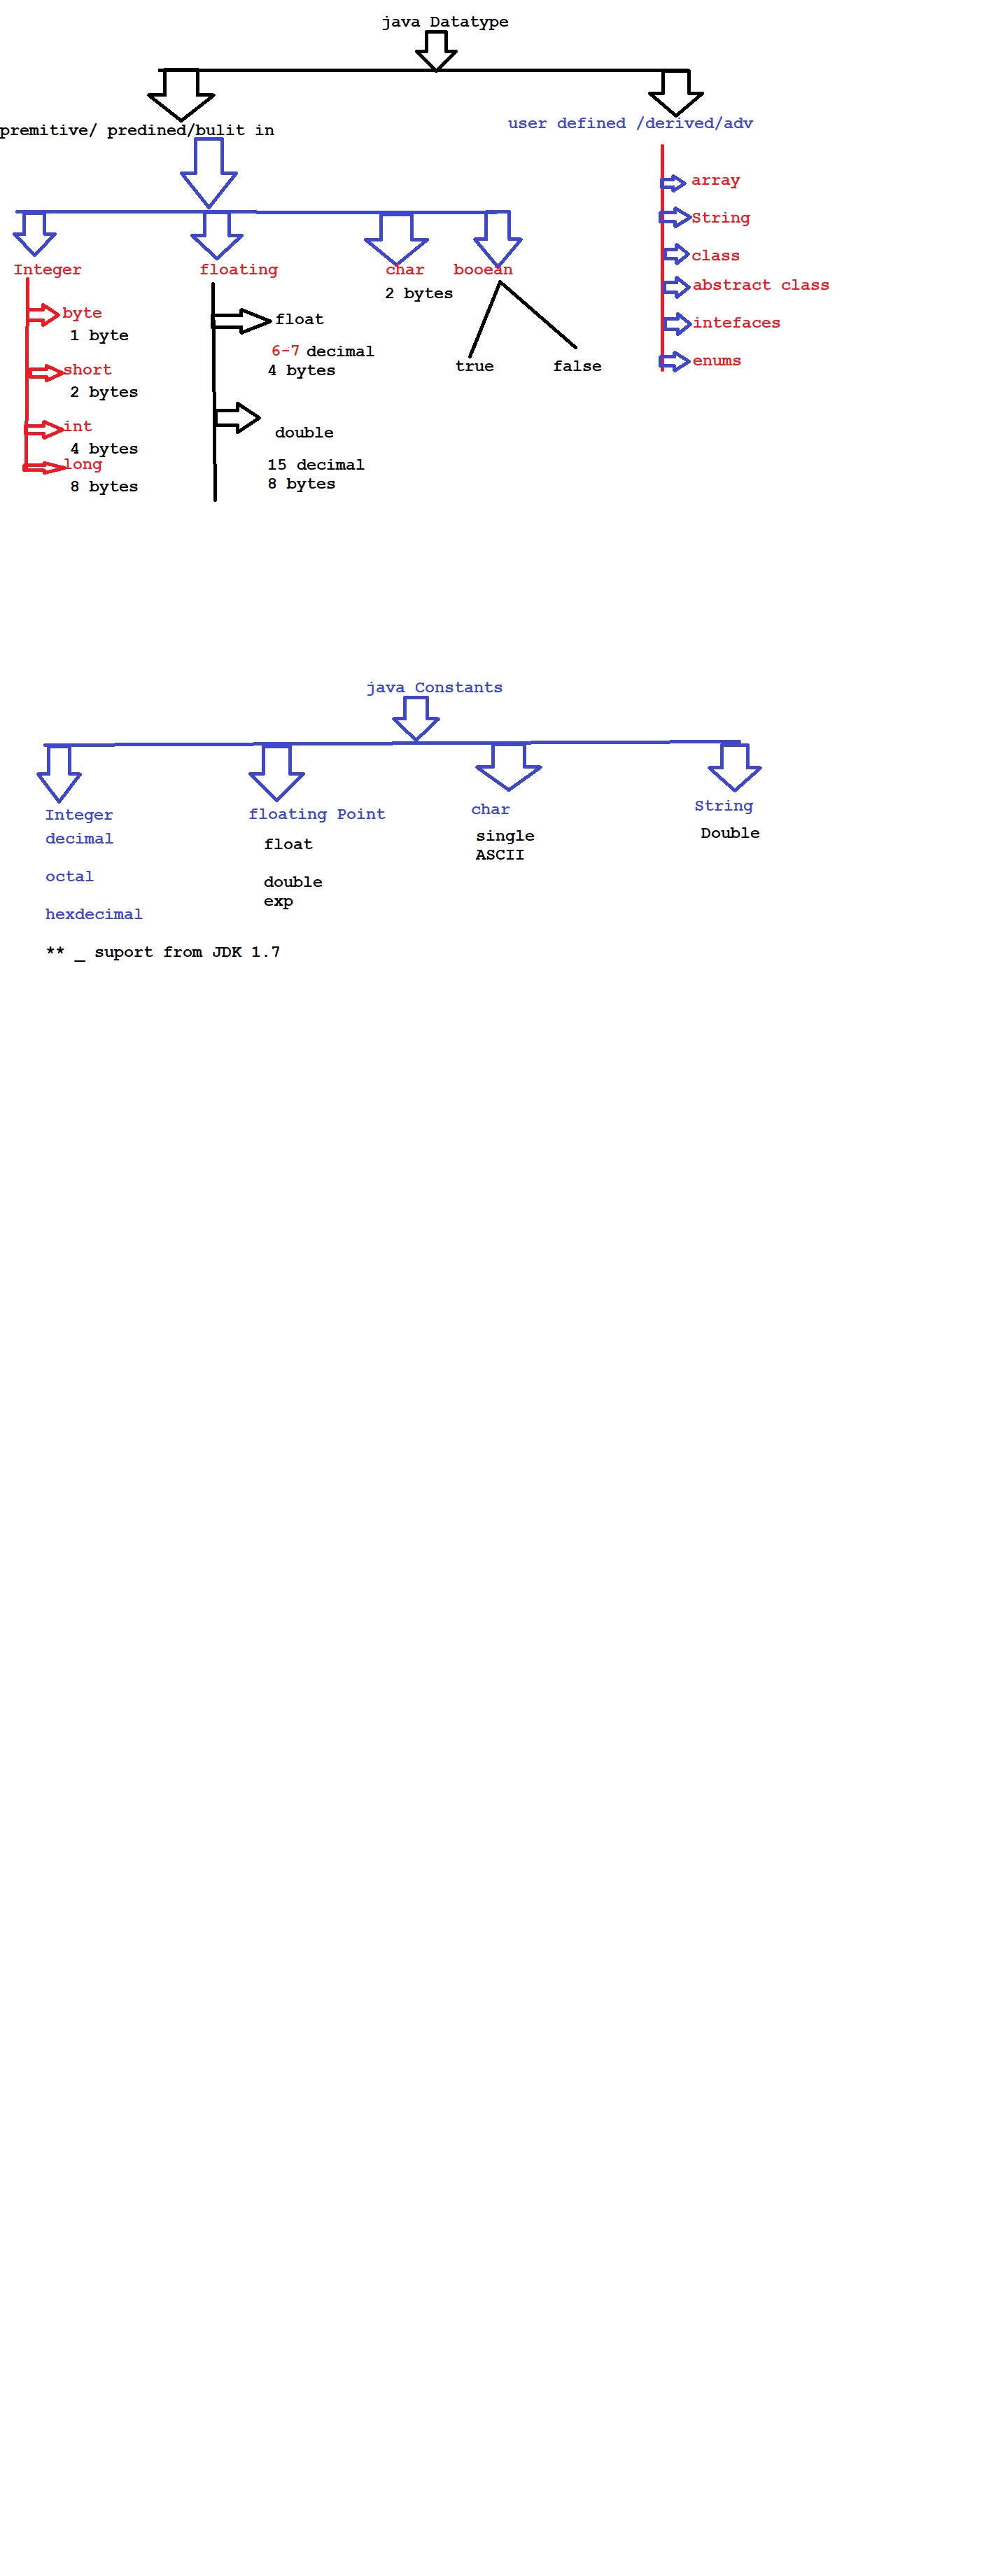 java Datatype
premitive/ predined/bulit in
user defined /derived/adv
Integer
byte
1 byte
short
2 bytes
int
4 bytes
long
8 bytes
floating
float
6-7 decimal
4 bytes
double
15 decimal
8 bytes
char
2 bytes
booean
true
false
array
String
class
abstract class
intefaces
enums
java Constants
Integer
decimal
octal
hexdecimal
** _ suport from JDK 1.7
floating Point
float
double
exp
char
single
ASCII
String
Double